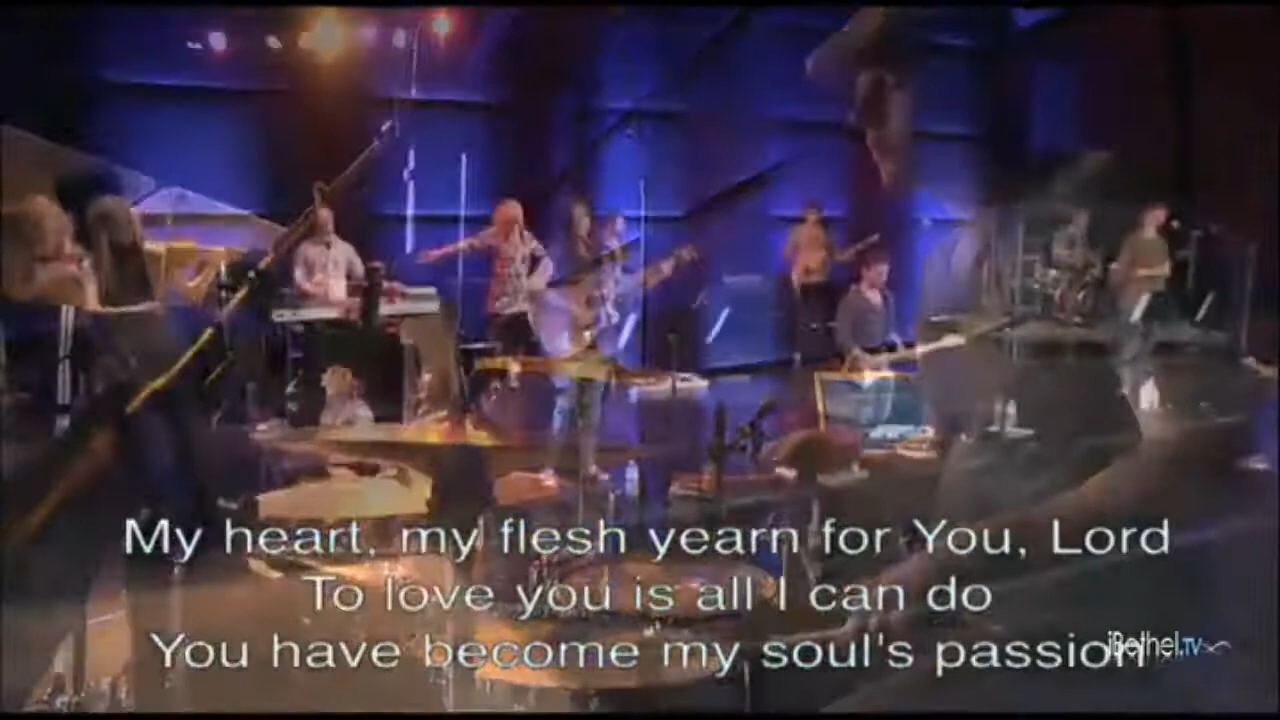 My heart, my flesh yearn for You, Lord
To love you is all I can do
You have become my soul's passion
iBethel.TV